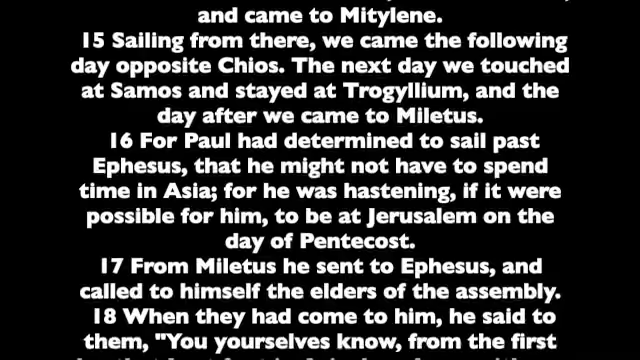 and came to Mitylene.
15 Sailing from there, we came the following
day opposite Chios. The next day we touched
at Samos and stayed at Trogyllium, and the
day after we came to Miletus.
16 For Paul had determined to sail past
Ephesus, that he might not have to spend
time in Asia; for he was hastening, if it were
possible for him, to be at Jerusalem on the
day of Pentecost.
17 From Miletus he sent to Ephesus, and
called to himself the elders of the assembly.
18 When they had come to him, he said to
them, "You yourselves know, from the first